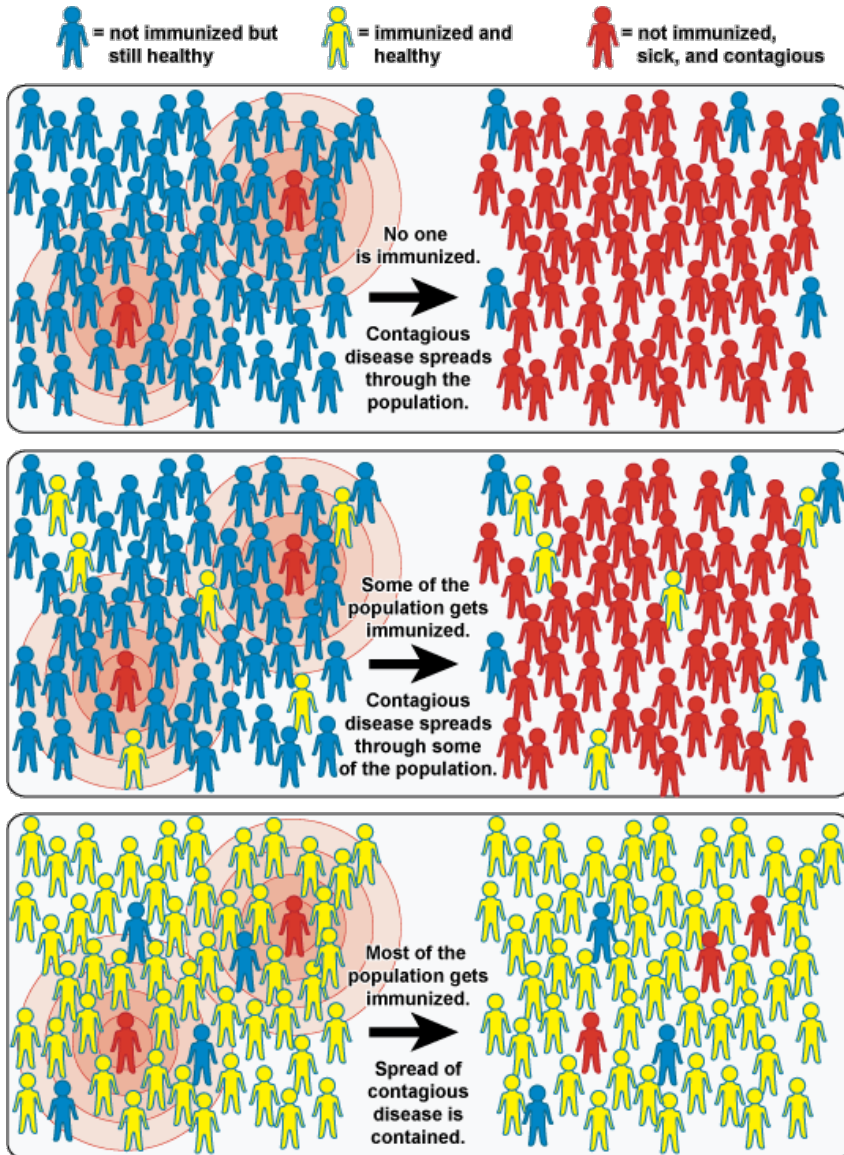 = not immunized but
still healthy
= immunized and
healthy
= not immunized,
sick, and contagious
No one
is immunized.
Contagious
disease spreads
through the
population.
Some of the
population gets
immunized.
Contagious
disease spreads
through some
of the population.
Most of the
population gets
immunized.
Spread of
contagious
disease is
contained.